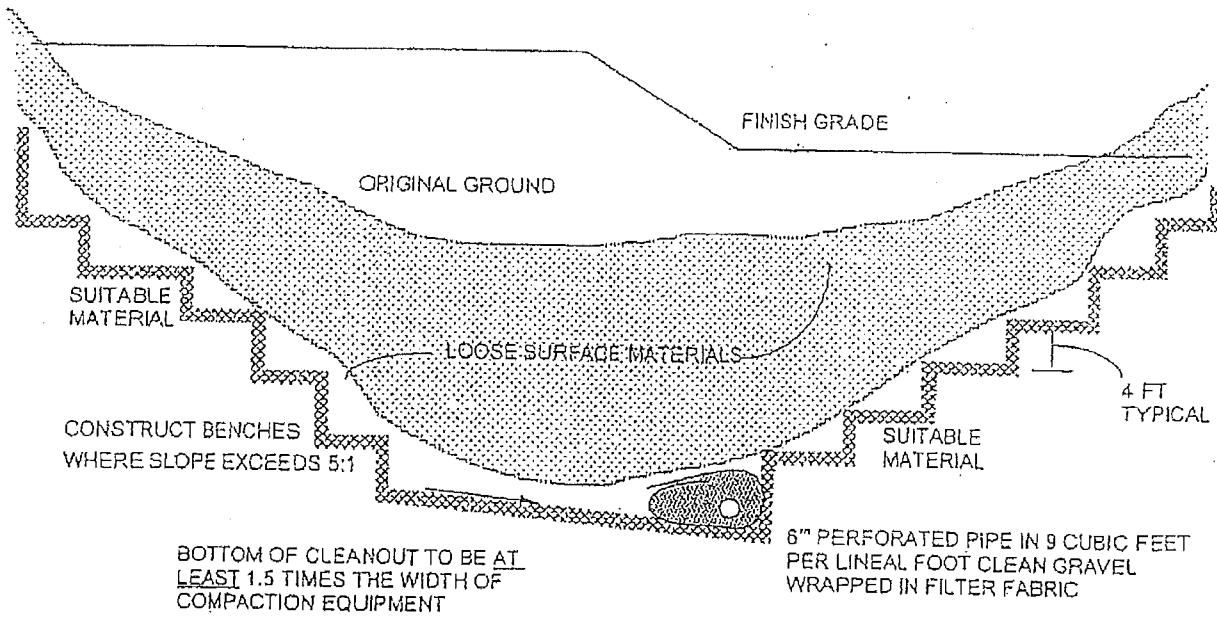 FINISH GRADE
ORIGINAL GROUND
SUITABLE
MATERIAL
LOOSE SURFACE MATERIALS
4 FT
TYPICAL
CONSTRUCT BENCHES
WHERE SLOPE EXCEEDS 5:1
SUITABLE
MATERIAL
BOTTOM OF CLEANOUT TO BE AT
LEAST 1.5 TIMES THE WIDTH OF
COMPACTION EQUIPMENT
6" PERFORATED PIPE IN 9 CUBIC FEET
PER LINEAL FOOT CLEAN GRAVEL
WRAPPED IN FILTER FABRIC